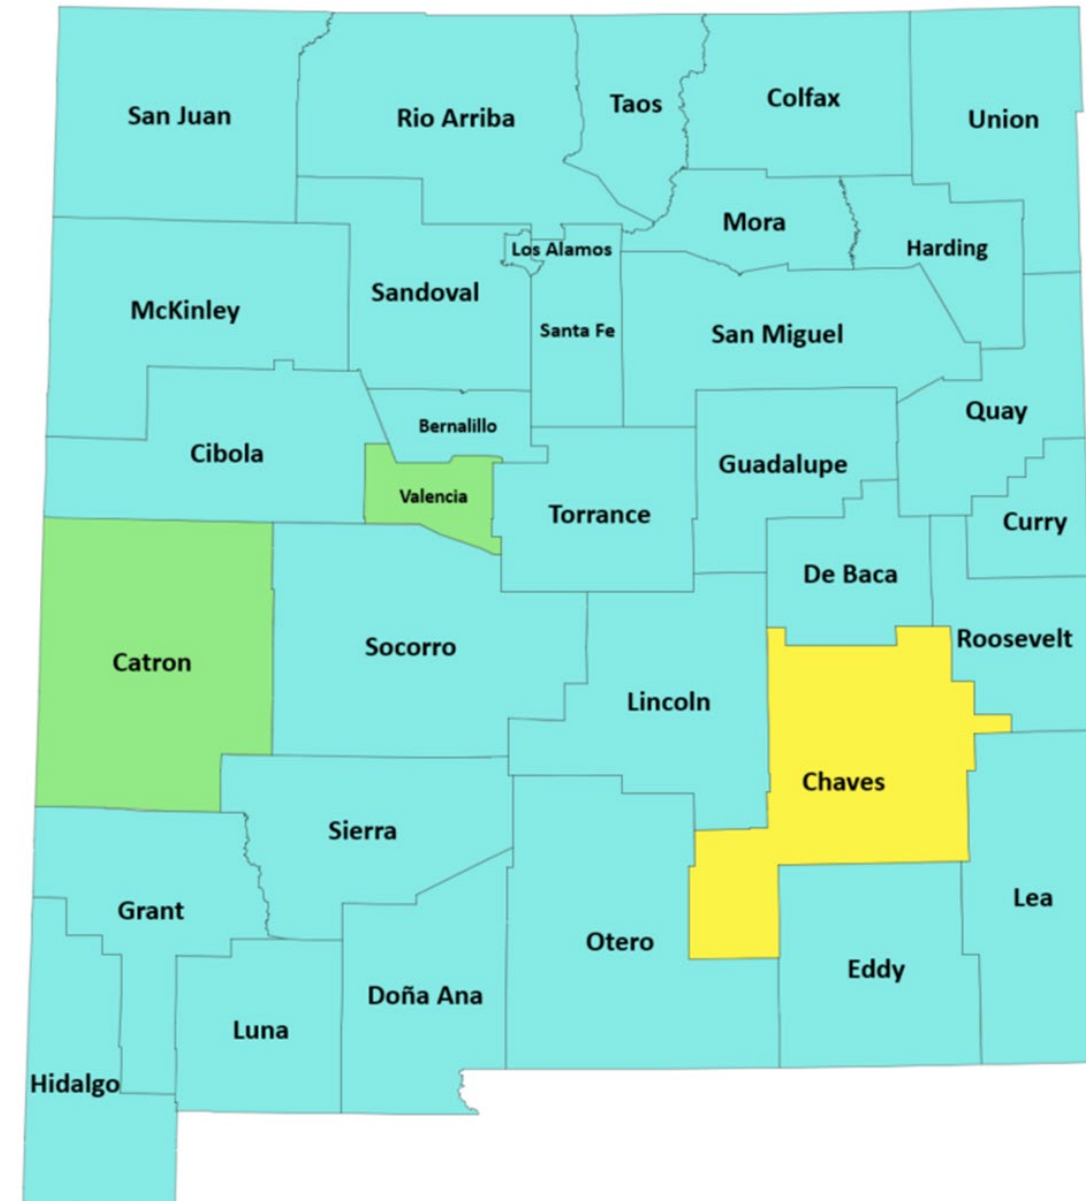 San Juan
Rio Arriba
Taos
Colfax
Union
Mora
Harding
Los Alamos
McKinley
Sandoval
Santa Fe
San Miguel
Quay
Bernalillo
Cibola
Guadalupe
Valencia
Torrance
Curry
De Baca
Catron
Socorro
Roosevelt
Lincoln
Chaves
Sierra
Grant
Otero
Lea
Eddy
Doña Ana
Luna
Hidalgo